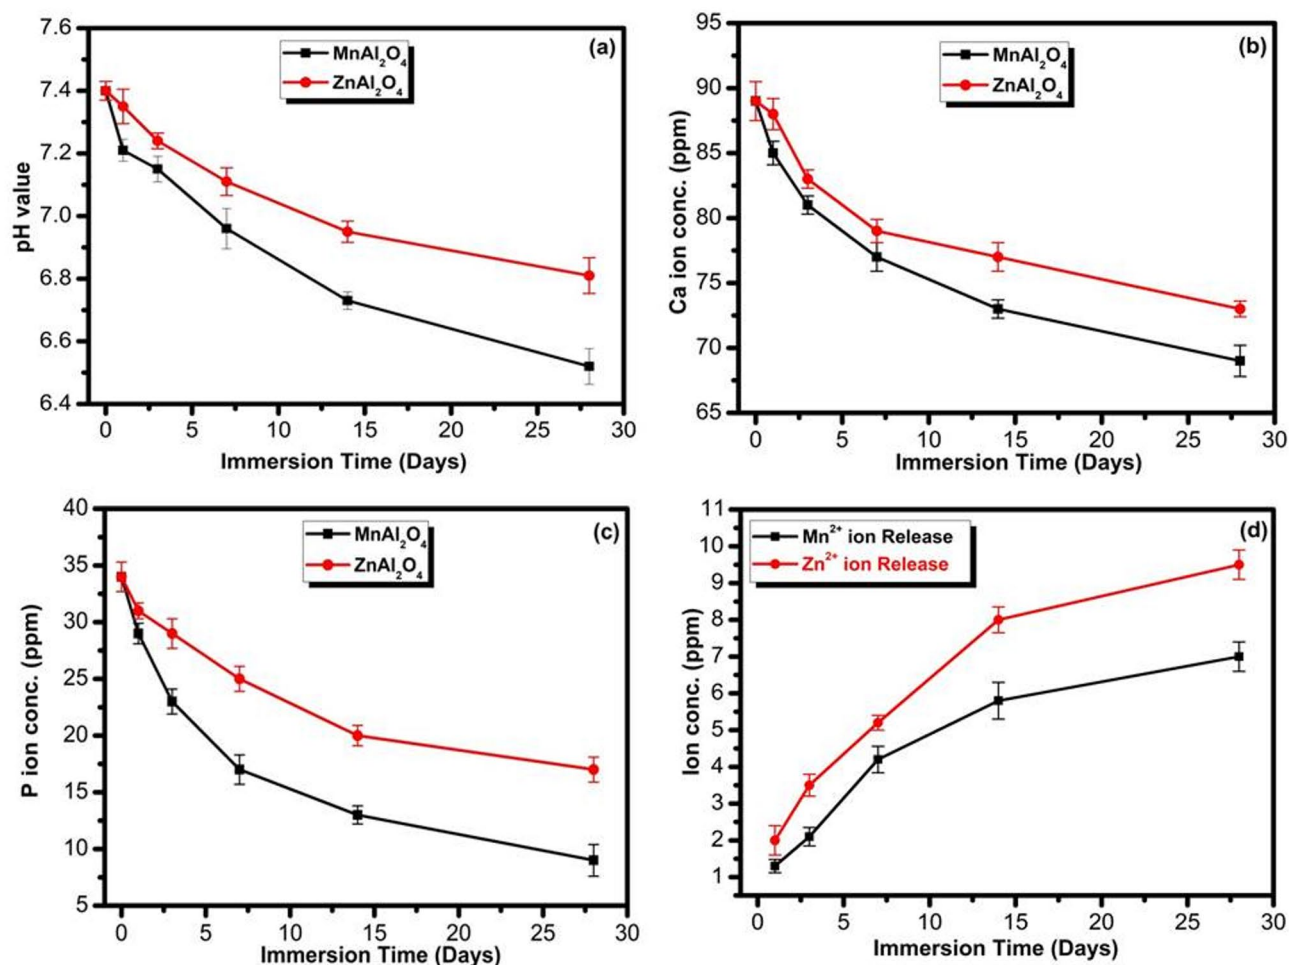 (a)
MnAl₂O₄
ZnAl₂O₄
pH value
7.6
7.4
7.2
7.0
6.8
6.6
6.4
0 5 10 15 20 25 30
Immersion Time (Days)
(b)
MnAl₂O₄
ZnAl₂O₄
Ca ion conc. (ppm)
95
90
85
80
75
70
65
0 5 10 15 20 25 30
Immersion Time (Days)
(c)
MnAl₂O₄
ZnAl₂O₄
P ion conc. (ppm)
40
35
30
25
20
15
10
5
0 5 10 15 20 25 30
Immersion Time (Days)
(d)
Mn²⁺ ion Release
Zn²⁺ ion Release
Ion conc. (ppm)
11
10
9
8
7
6
5
4
3
2
1
0 5 10 15 20 25 30
Immersion Time (Days)